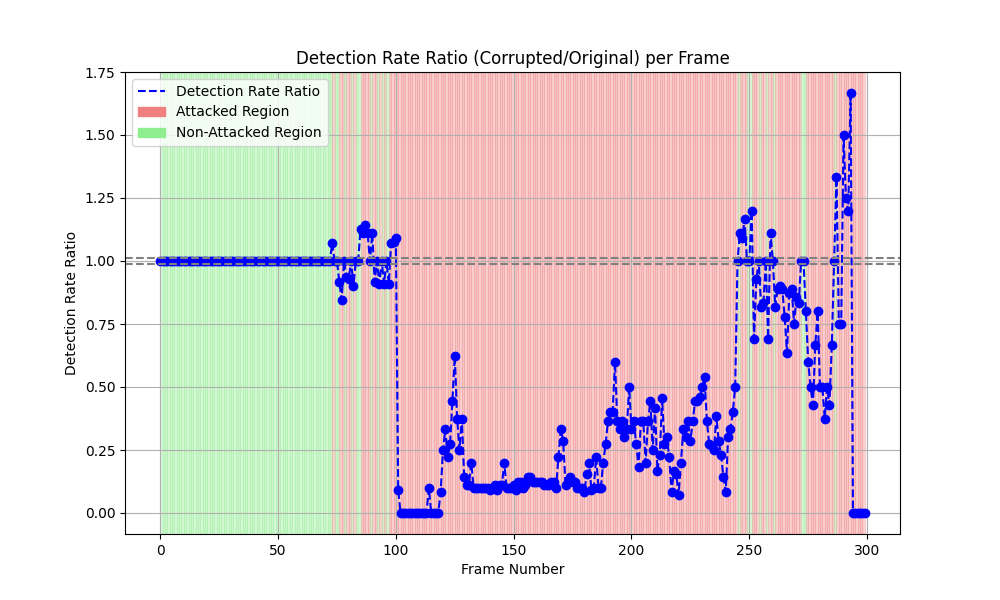 Detection Rate Ratio (Corrupted/Original) per Frame
1.75
1.50
1.25
1.00
0.75
0.50
0.25
0.00
Detection Rate Ratio
Detection Rate Ratio
Attacked Region
Non-Attacked Region
0 50 100 150 200 250 300
Frame Number